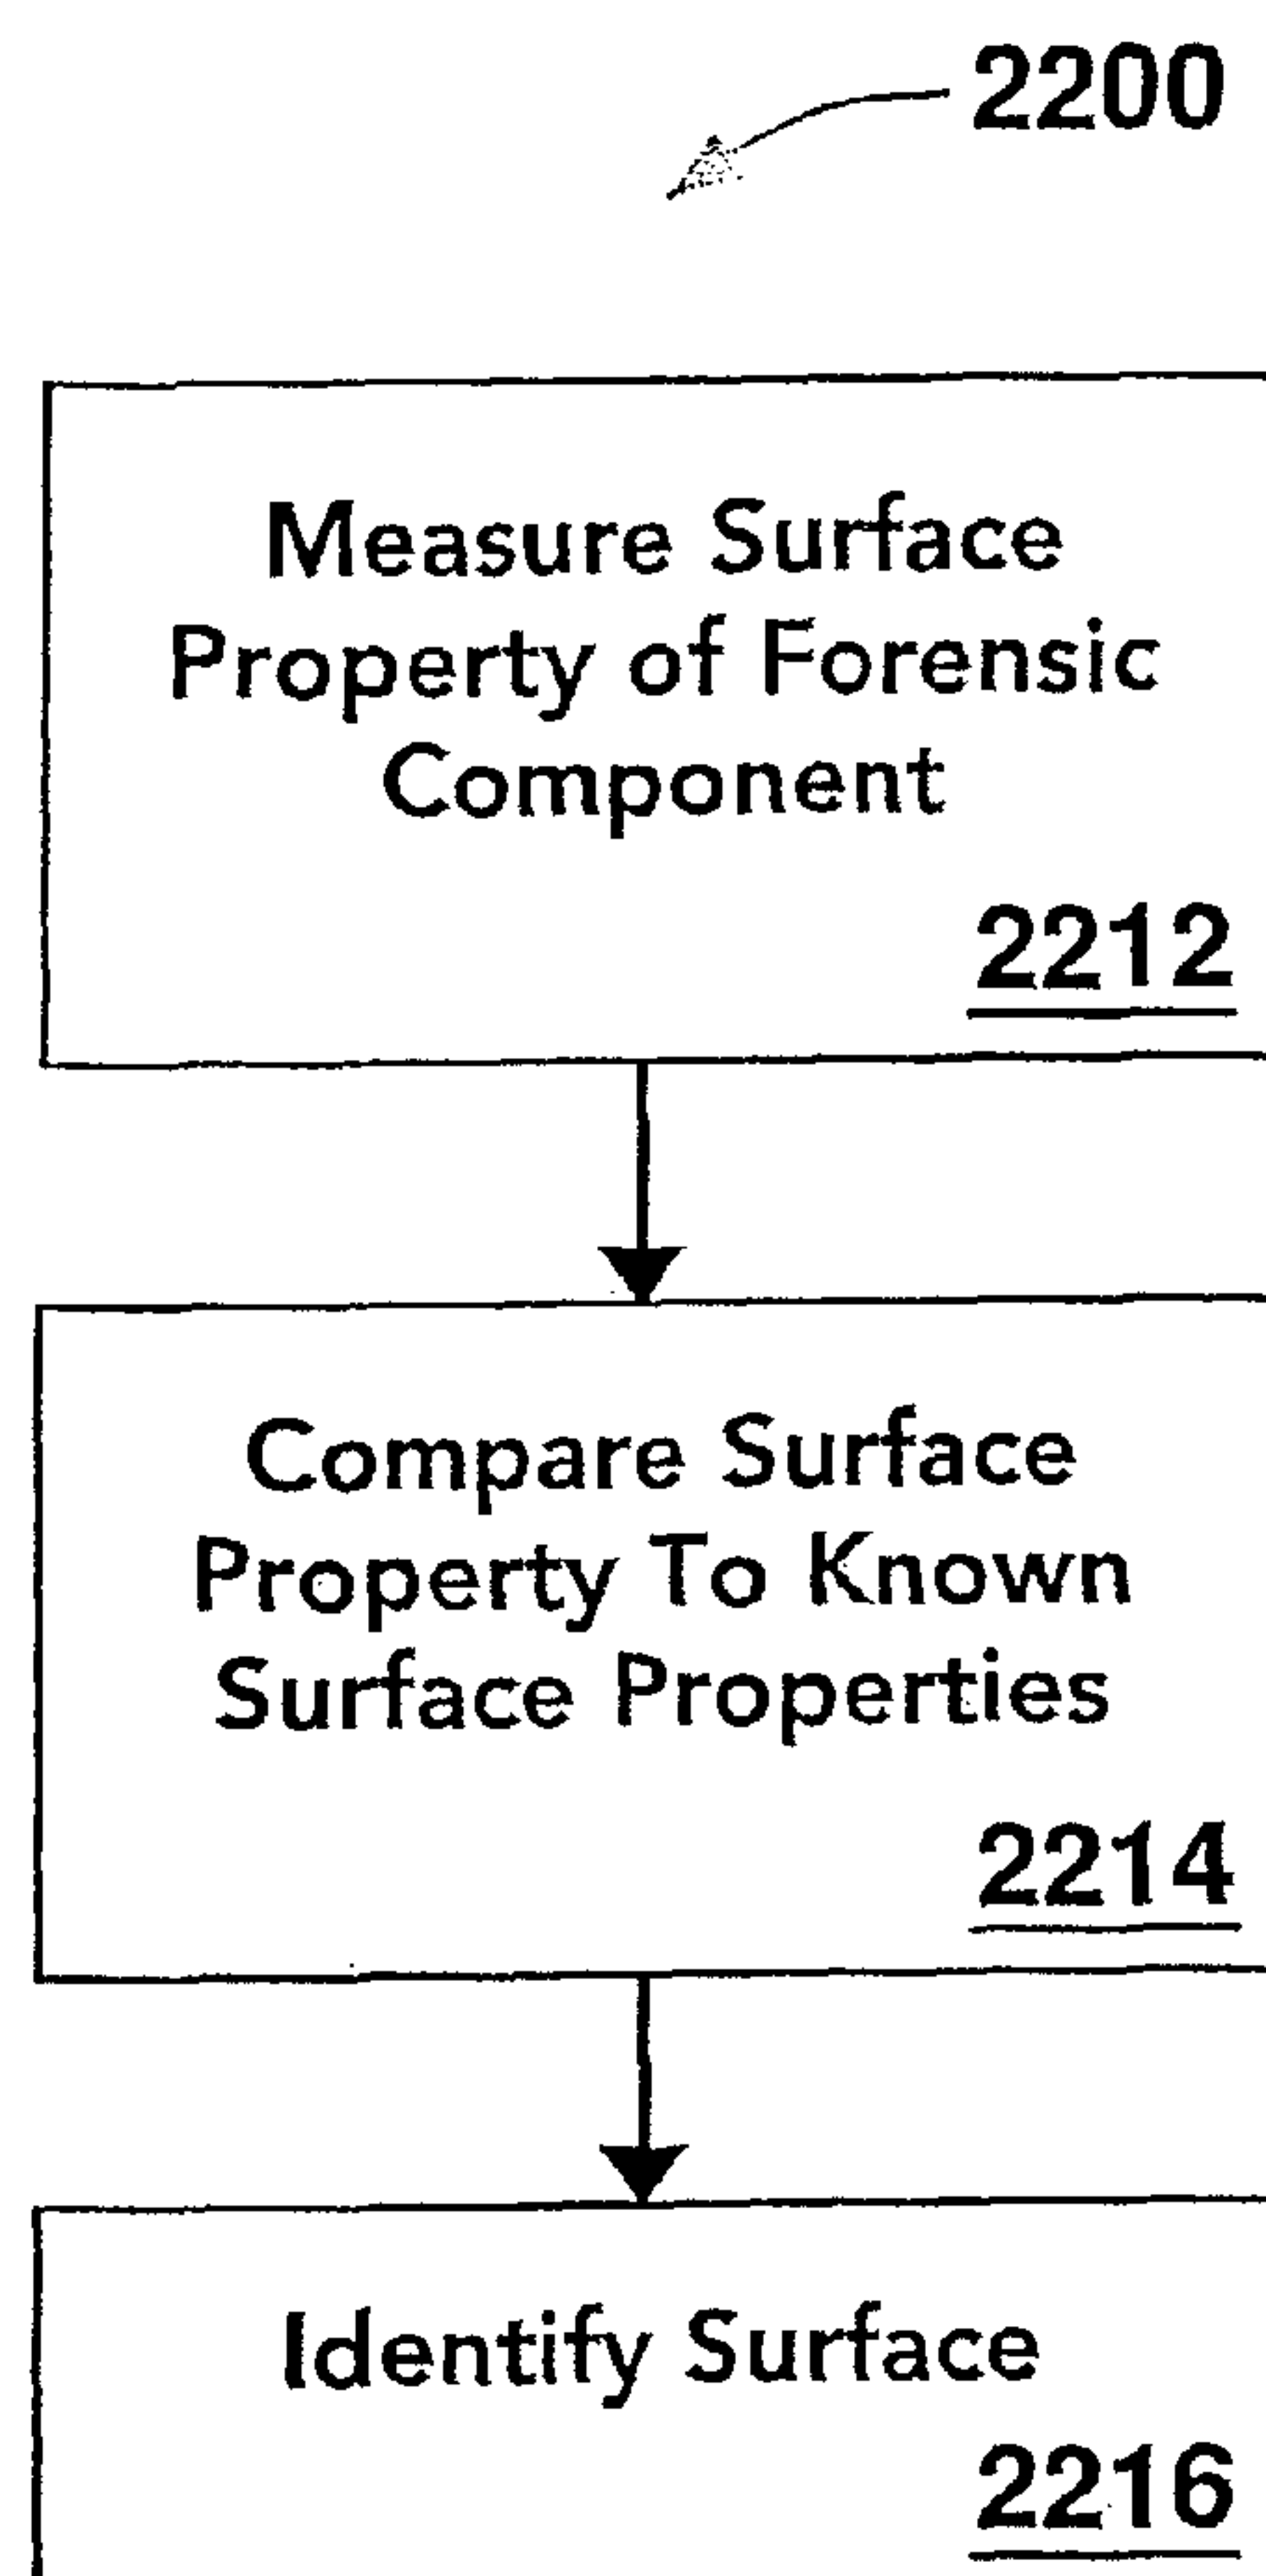 2200
Measure Surface
Property of Forensic
Component
2212
Compare Surface
Property To Known
Surface Properties
2214
Identify Surface
2216